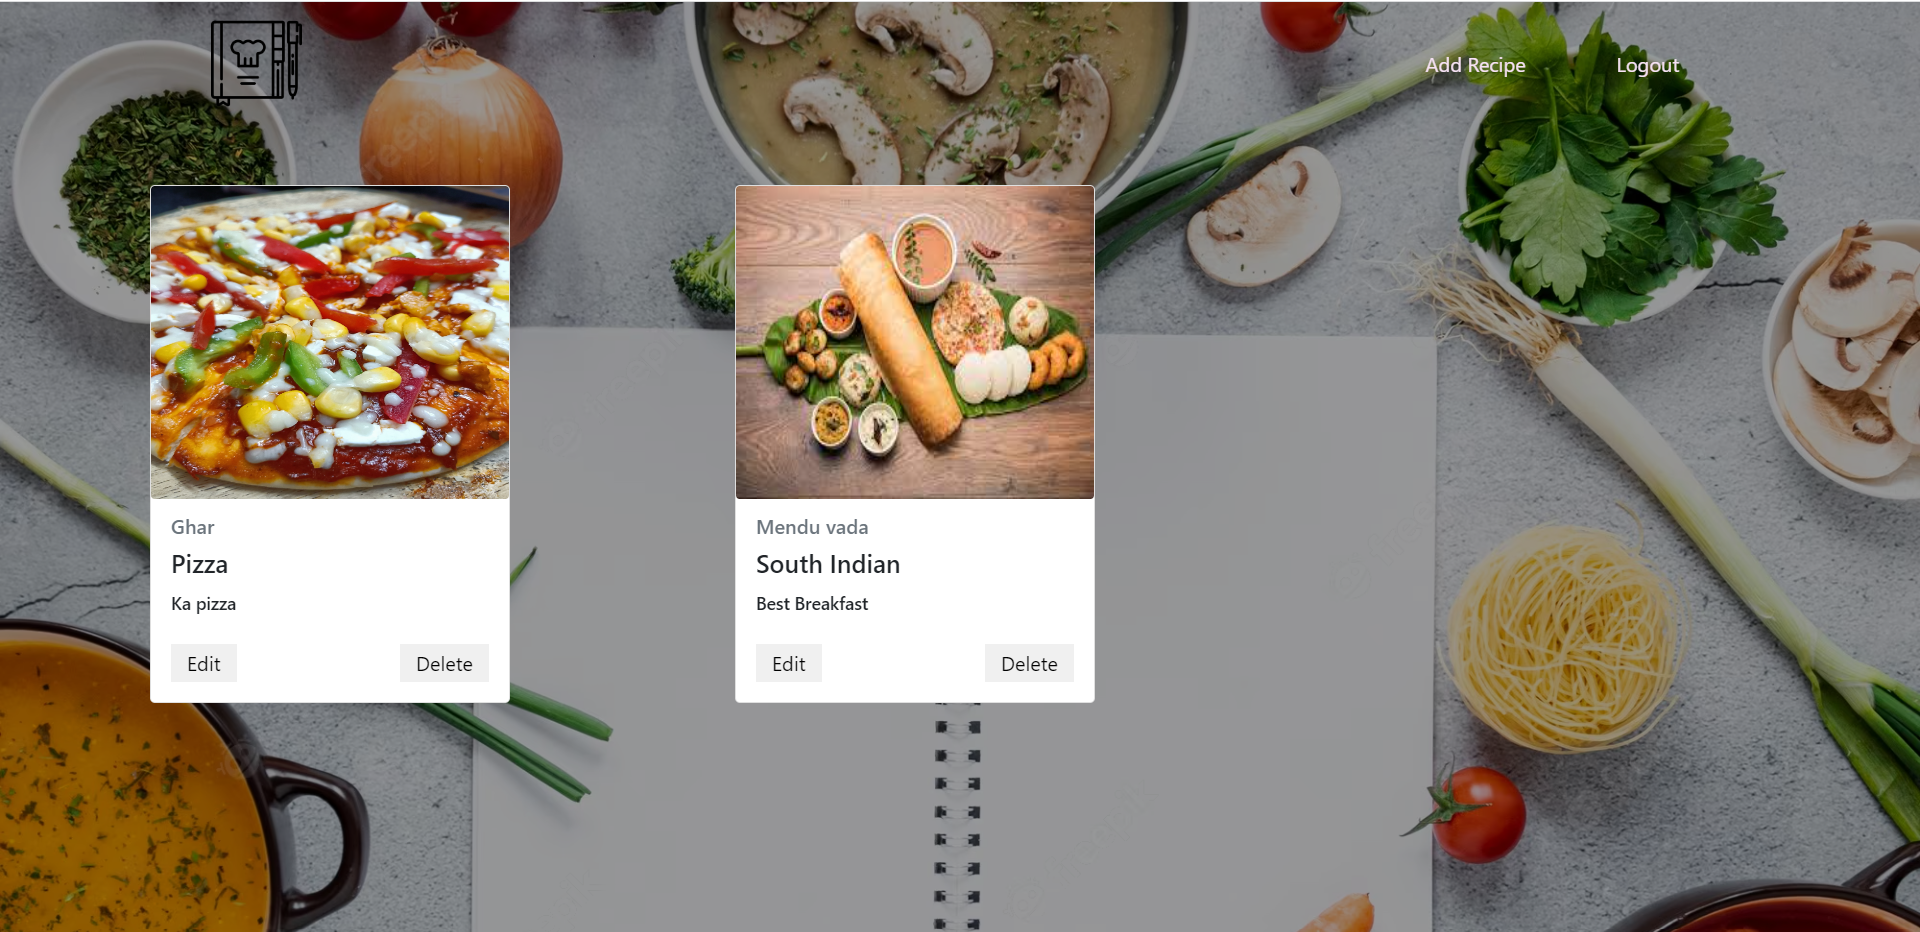 Add Recipe
Logout
Ghar
Pizza
Ka pizza
Edit
Delete
Mendu vada
South Indian
Best Breakfast
Edit
Delete